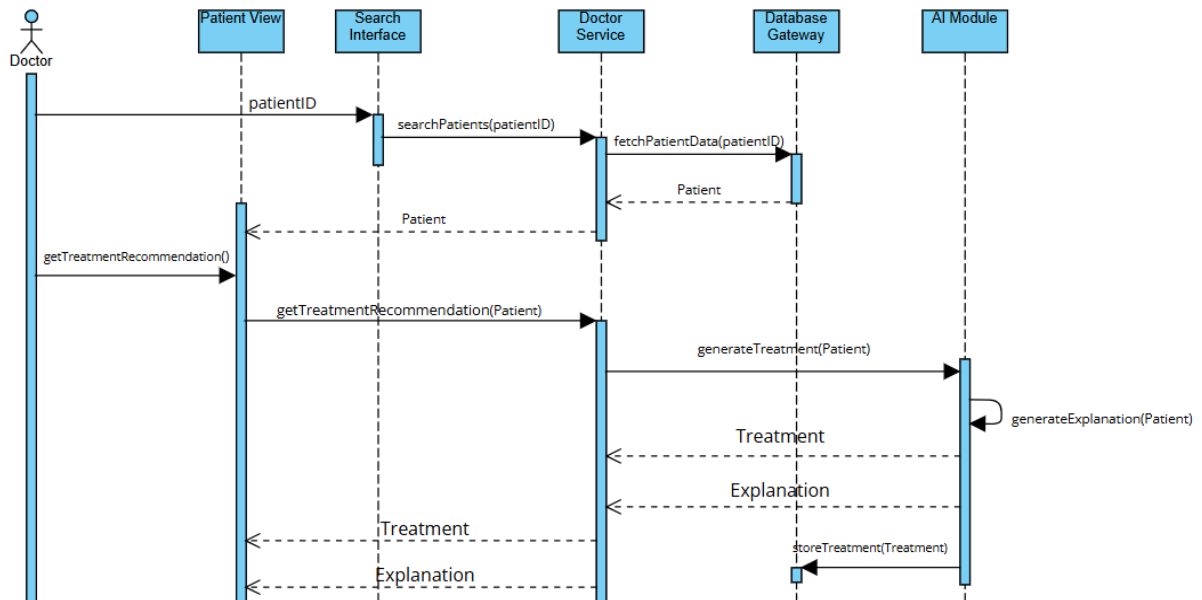 Patient View
Search
Interface
Doctor
Service
Database
Gateway
AI Module
Doctor
patientID
searchPatients(patientID)
fetchPatientData(patientID)
Patient
Patient
getTreatmentRecommendation()
getTreatmentRecommendation(Patient)
generateTreatment(Patient)
generateExplanation(Patient)
Treatment
Explanation
Treatment
storeTreatment(Treatment)
Explanation